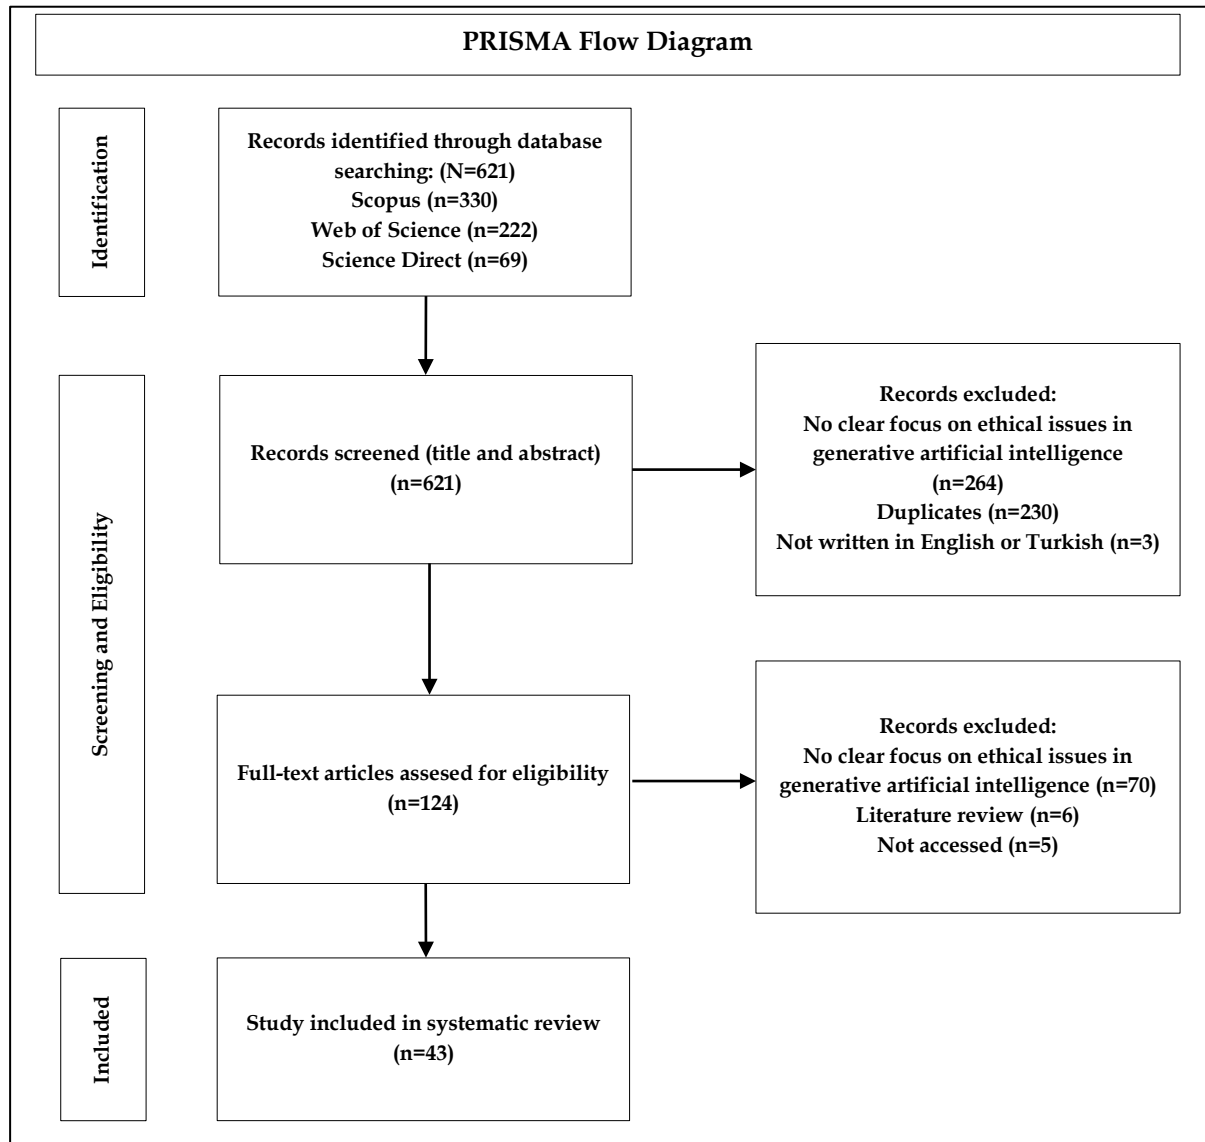 PRISMA Flow Diagram
Identification
Records identified through database
searching: (N=621)
Scopus (n=330)
Web of Science (n=222)
Science Direct (n=69)
Screening and Eligibility
Records screened (title and abstract)
(n=621)
Records excluded:
No clear focus on ethical issues in
generative artificial intelligence
(n=264)
Duplicates (n=230)
Not written in English or Turkish (n=3)
Full-text articles assesed for eligibility
(n=124)
Records excluded:
No clear focus on ethical issues in
generative artificial intelligence (n=70)
Literature review (n=6)
Not accessed (n=5)
Included
Study included in systematic review
(n=43)